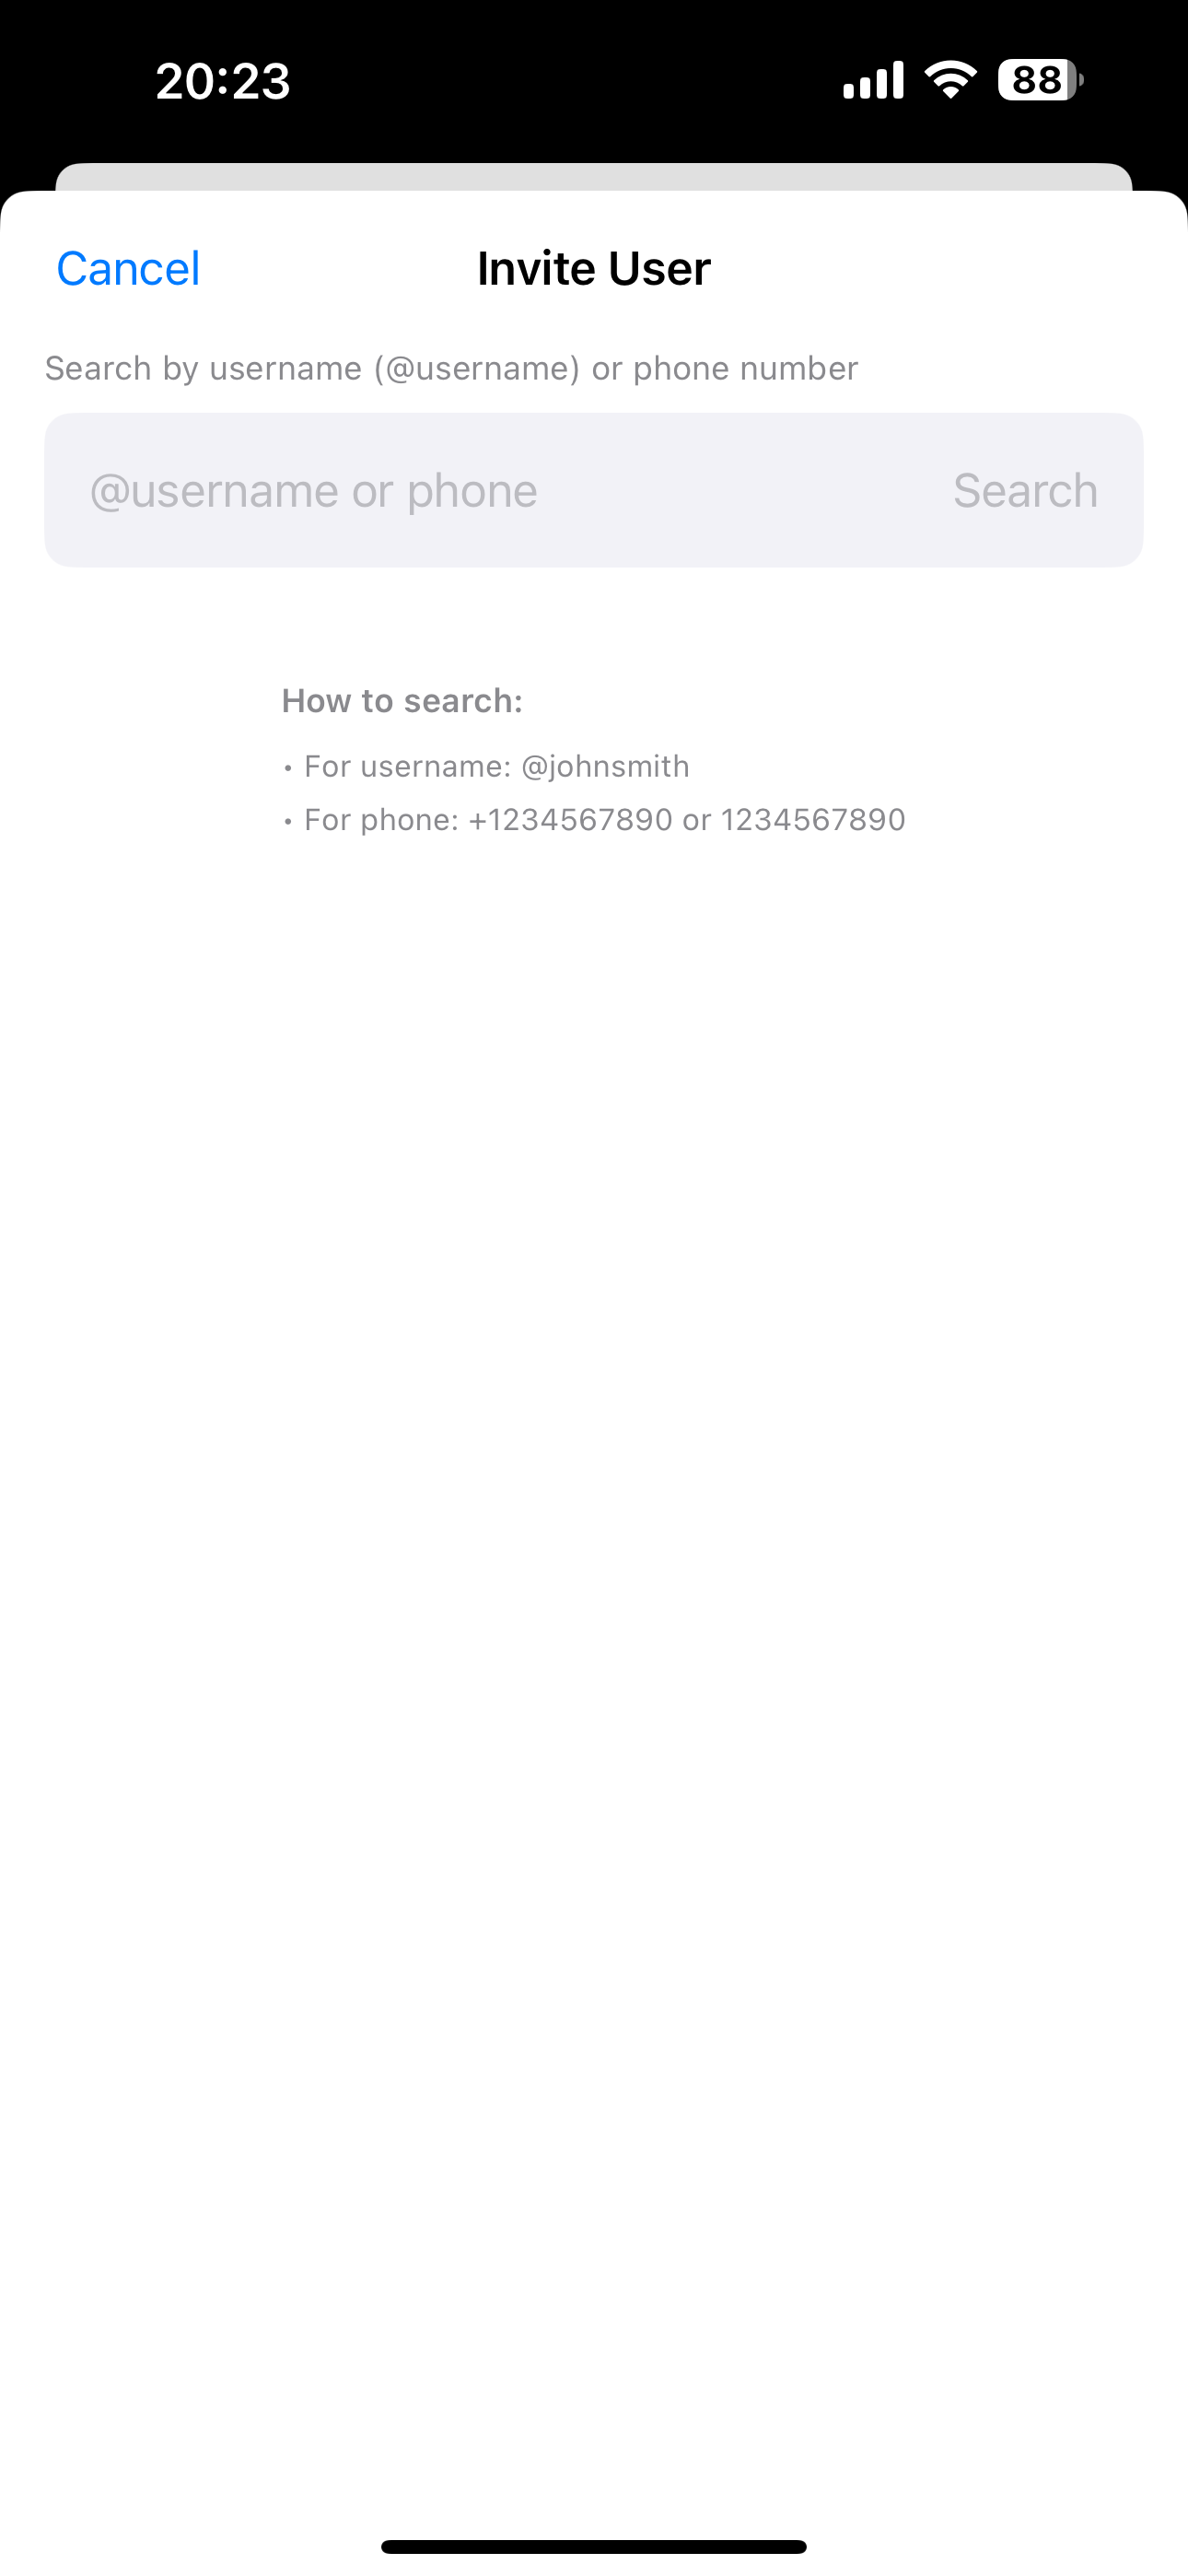 20:23
88
Cancel
Invite User
Search by username (@username) or phone number
@username or phone
Search
How to search:
• For username: @johnsmith
• For phone: +1234567890 or 1234567890